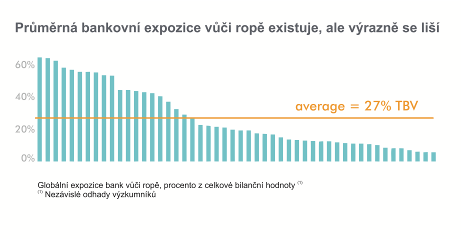 Průměrná bankovní expozice vůči ropě existuje, ale výrazně se liší
60%
40%
average = 27% TBV
20%
0%
Globální expozice bank vůči ropě, procento z celkové bilanční hodnoty (1)
(1) Nezávislé odhady výzkumníků